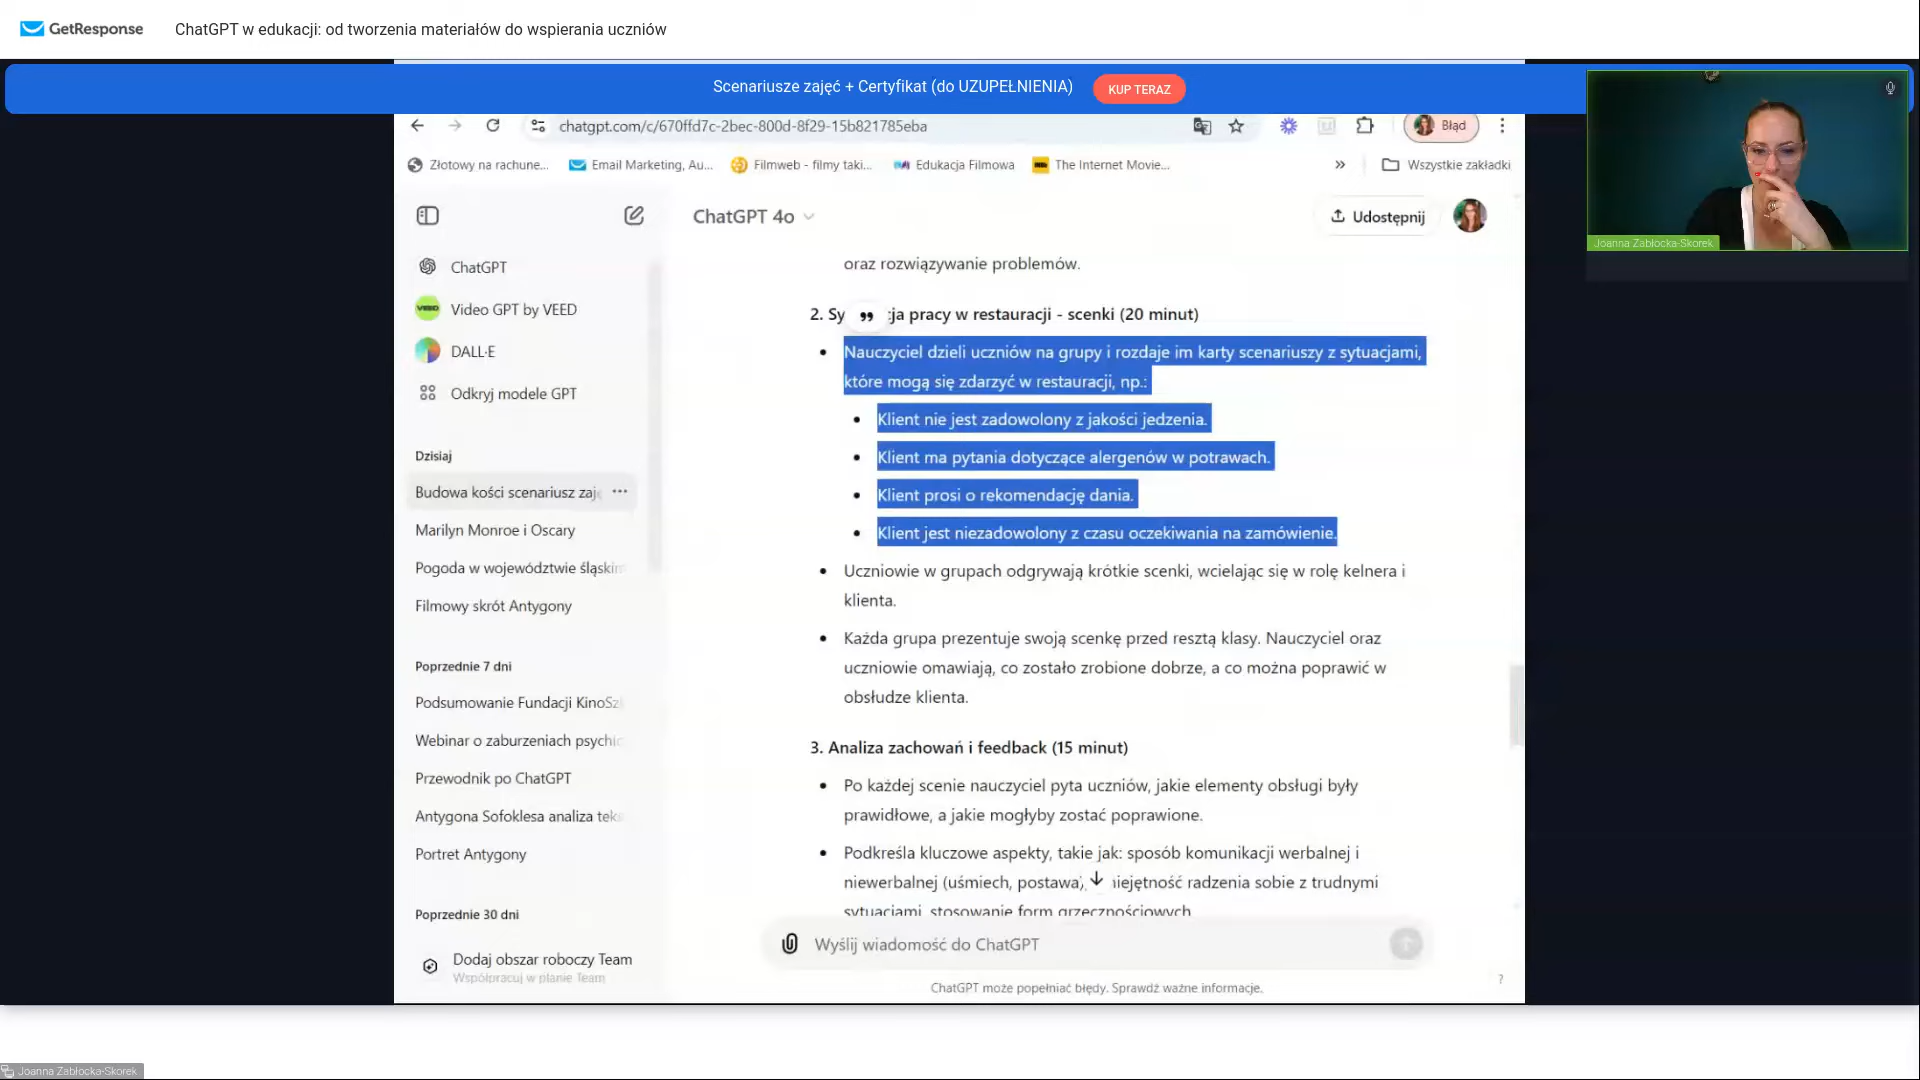 GetResponse
ChatGPT w edukacji: od tworzenia materiałów do wspierania uczniów
Scenariusze zajęć + Certyfikat (do UZUPEŁNIENIA)
KUP TERAZ
chatgpt.com/c/670ffd7c-2bec-800d-8f29-15b821785eba
Błąd
Złotowy na rachune...
Email Marketing, Au...
Filmweb - filmy taki...
Edukacja Filmowa
The Internet Movie...
»
Wszystkie zakładki
ChatGPT 4o
Udostępnij
Joanna Zabłocka-Skorek
ChatGPT
VEED
Video GPT by VEED
DALL·E
Odkryj modele GPT
Dzisiaj
Budowa kości scenariusz zaję
Marilyn Monroe i Oscary
Pogoda w województwie śląskim
Filmowy skrót Antygony
Poprzednie 7 dni
Podsumowanie Fundacji KinoSz
Webinar o zaburzeniach psychic
Przewodnik po ChatGPT
Antygona Sofoklesa analiza teks
Portret Antygony
Poprzednie 30 dni
Dodaj obszar roboczy Team
Współpracuj w planie Team
oraz rozwiązywanie problemów.
2. Sy ja pracy w restauracji - scenki (20 minut)
• Nauczyciel dzieli uczniów na grupy i rozdaje im karty scenariuszy z sytuacjami,
które mogą się zdarzyć w restauracji, np.:
• Klient nie jest zadowolony z jakości jedzenia.
• Klient ma pytania dotyczące alergenów w potrawach.
• Klient prosi o rekomendację dania.
• Klient jest niezadowolony z czasu oczekiwania na zamówienie.
• Uczniowie w grupach odgrywają krótkie scenki, wcielając się w rolę kelnera i
klienta.
• Każda grupa prezentuje swoją scenkę przed resztą klasy. Nauczyciel oraz
uczniowie omawiają, co zostało zrobione dobrze, a co można poprawić w
obsłudze klienta.
3. Analiza zachowań i feedback (15 minut)
• Po każdej scenie nauczyciel pyta uczniów, jakie elementy obsługi były
prawidłowe, a jakie mogłyby zostać poprawione.
• Podkreśla kluczowe aspekty, takie jak: sposób komunikacji werbalnej i
niewerbalnej (uśmiech, postawa), niejętność radzenia sobie z trudnymi
sytuacjami, stosowanie form grzecznościowych
Wyślij wiadomość do ChatGPT
ChatGPT może popełniać błędy. Sprawdź ważne informacje.
?
Joanna Zabłocka-Skorek